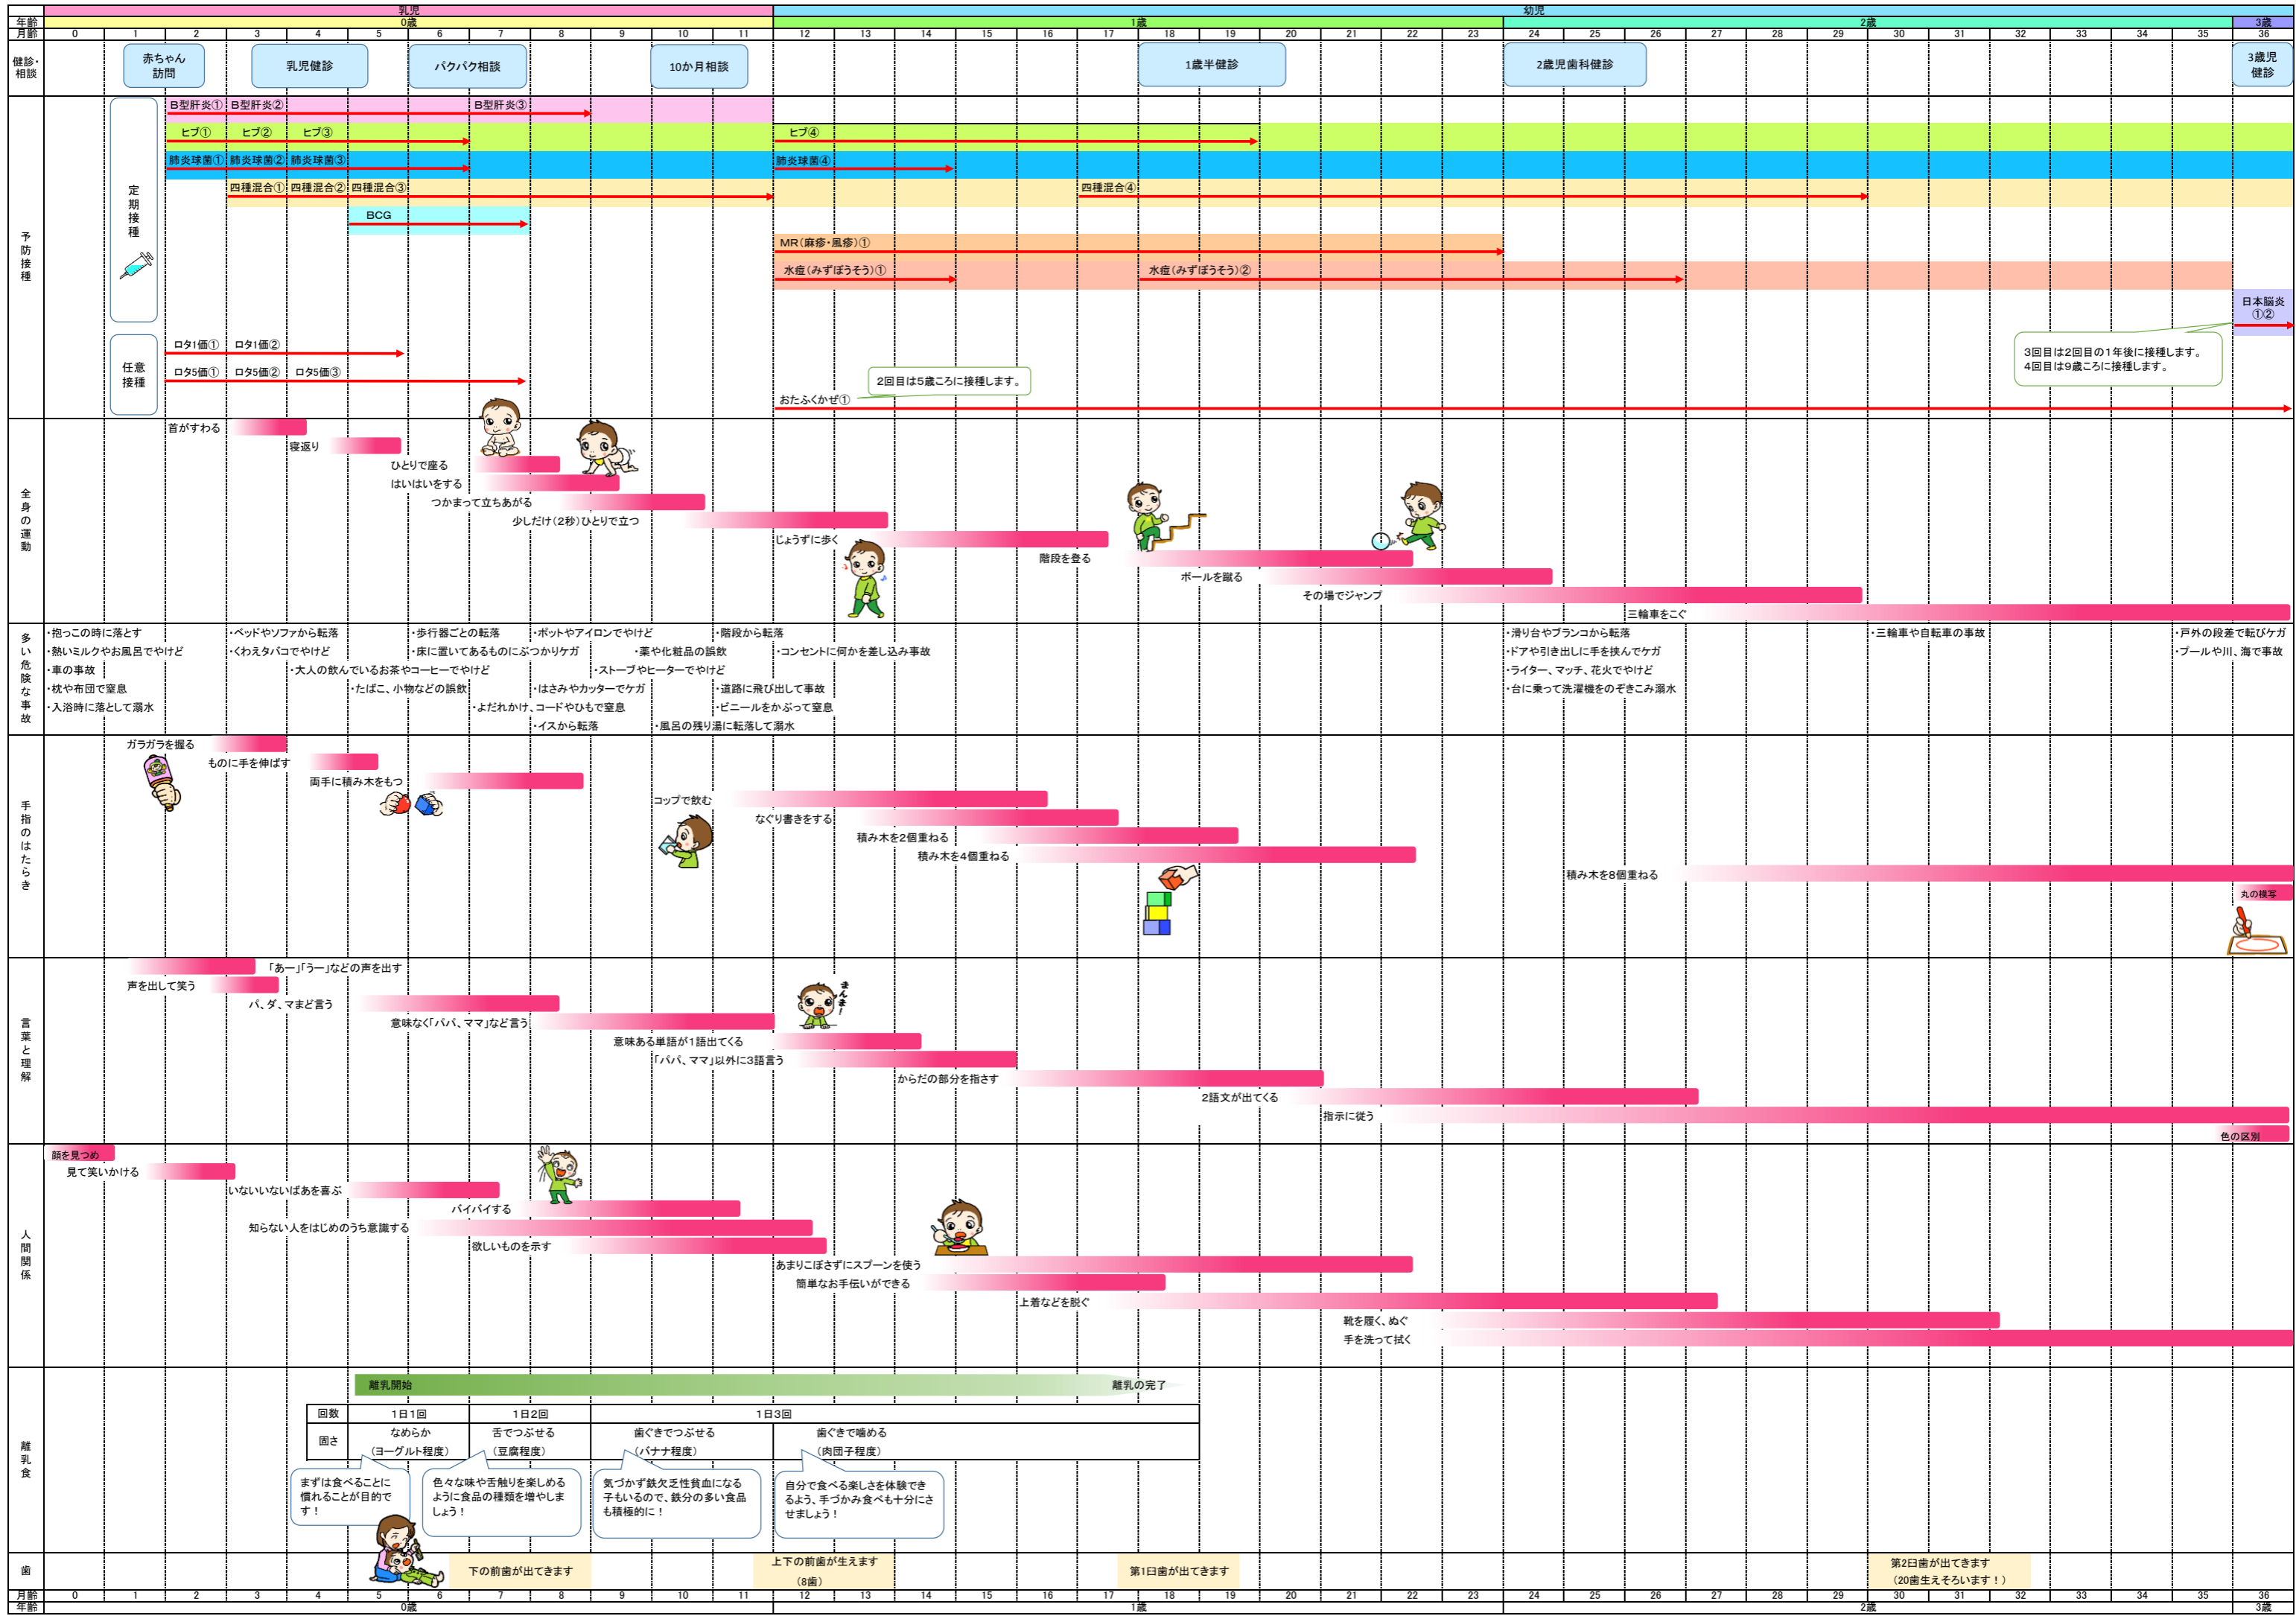 乳児 幼児
年齢 0歳 1歳 2歳 3歳
月齢 0 1 2 3 4 5 6 7 8 9 10 11 12 13 14 15 16 17 18 19 20 21 22 23 24 25 26 27 28 29 30 31 32 33 34 35 36
健診・相談
赤ちゃん訪問
乳児健診
パクパク相談
10か月相談
1歳半健診
2歳児歯科健診
3歳児健診
予防接種
定期接種
B型肝炎① B型肝炎② B型肝炎③
ヒブ① ヒブ② ヒブ③ ヒブ④
肺炎球菌① 肺炎球菌② 肺炎球菌③ 肺炎球菌④
四種混合① 四種混合② 四種混合③ 四種混合④
BCG
MR(麻疹・風疹)①
水痘(みずぼうそう)① 水痘(みずぼうそう)②
日本脳炎
①②
3回目は2回目の1年後に接種します。
4回目は9歳ころに接種します。
任意接種
ロタ1価① ロタ1価②
ロタ5価① ロタ5価② ロタ5価③
2回目は5歳ころに接種します。
おたふくかぜ①
全身の運動
首がすわる
寝返り
ひとりで座る
はいはいをする
つかまって立ちあがる
少しだけ(2秒)ひとりで立つ
じょうずに歩く
階段を登る
ボールを蹴る
その場でジャンプ
三輪車をこぐ
多い危険な事故
・抱っこの時に落とす ・ベッドやソファから転落 ・歩行器ごとの転落 ・ポットやアイロンでやけど ・階段から転落 ・滑り台やブランコから転落 ・三輪車や自転車の事故 ・戸外の段差で転びケガ
・熱いミルクやお風呂でやけど ・くわえタバコでやけど ・床に置いてあるものにぶつかりケガ ・薬や化粧品の誤飲 ・コンセントに何かを差し込み事故 ・ドアや引き出しに手を挟んでケガ ・プールや川、海で事故
・車の事故 ・大人の飲んでいるお茶やコーヒーでやけど ・ストーブやヒーターでやけど ・ライター、マッチ、花火でやけど
・枕や布団で窒息 ・たばこ、小物などの誤飲 ・はさみやカッターでケガ ・道路に飛び出して事故 ・台に乗って洗濯機をのぞきこみ溺水
・入浴時に落として溺水 ・よだれかけ、コードやひもで窒息 ・ビニールをかぶって窒息
・イスから転落 ・風呂の残り湯に転落して溺水
手指のはたらき
ガラガラを握る
ものに手を伸ばす
両手に積み木をもつ
コップで飲む
なぐり書きをする
積み木を2個重ねる
積み木を4個重ねる
積み木を8個重ねる
丸の模写
言葉と理解
「あー」「うー」などの声を出す
声を出して笑う
まんま!
パ、ダ、マまど言う
意味なく「パパ、ママ」など言う
意味ある単語が1語出てくる
「パパ、ママ」以外に3語言う
からだの部分を指さす
2語文が出てくる
指示に従う
色の区別
人間関係
顔を見つめ
見て笑いかける
いないいないばあを喜ぶ
バイバイする
知らない人をはじめのうち意識する
欲しいものを示す
あまりこぼさずにスプーンを使う
簡単なお手伝いができる
上着などを脱ぐ
靴を履く、ぬぐ
手を洗って拭く
離乳食
離乳開始 離乳の完了
回数 1日1回 1日2回 1日3回
固さ なめらか 舌でつぶせる 歯ぐきでつぶせる 歯ぐきで噛める
(ヨーグルト程度) (豆腐程度) (バナナ程度) (肉団子程度)
まずは食べることに
慣れることが目的で
す!
色々な味や舌触りを楽しめる
ように食品の種類を増やしま
しょう!
気づかず鉄欠乏性貧血になる
子もいるので、鉄分の多い食品
も積極的に!
自分で食べる楽しさを体験でき
るよう、手づかみ食べも十分にさ
せましょう!
歯
下の前歯が出てきます
上下の前歯が生えます
(8歯)
第1臼歯が出てきます
第2臼歯が出てきます
(20歯生えそろいます!)
月齢 0 1 2 3 4 5 6 7 8 9 10 11 12 13 14 15 16 17 18 19 20 21 22 23 24 25 26 27 28 29 30 31 32 33 34 35 36
年齢 0歳 1歳 2歳 3歳